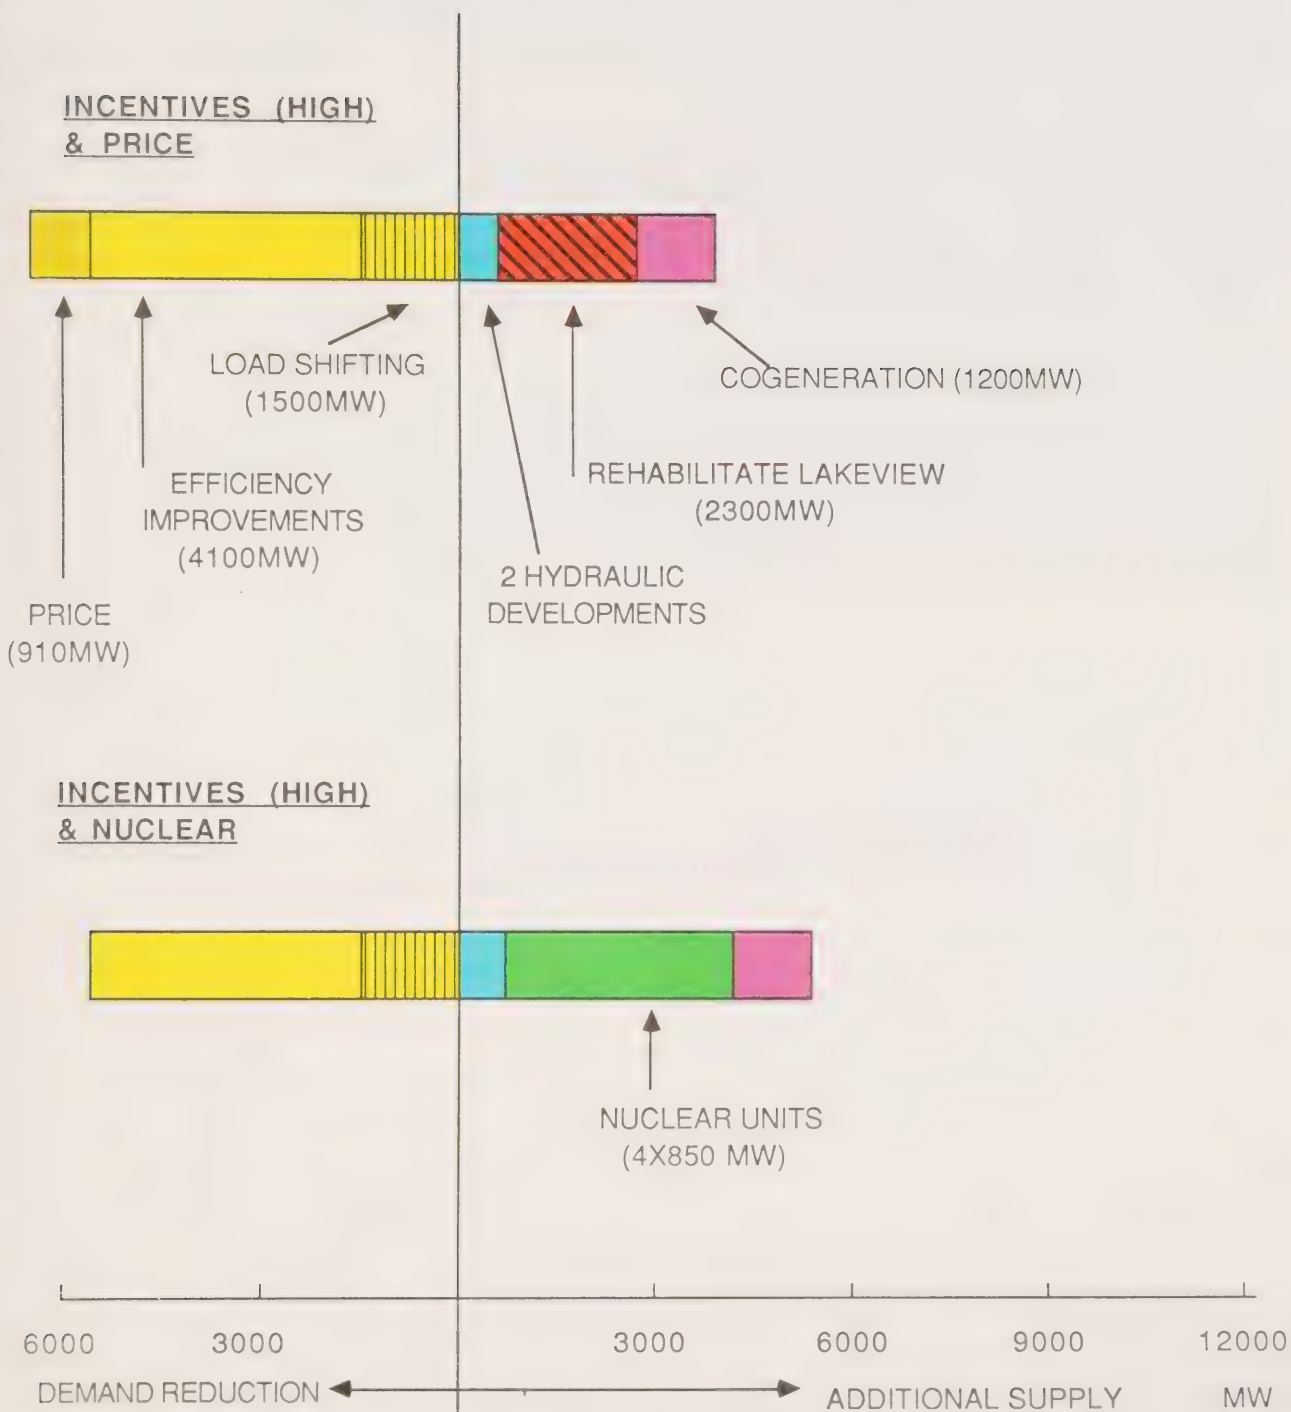 INCENTIVES (HIGH)
& PRICE
LOAD SHIFTING
(1500MW)
COGENERATION (1200MW)
EFFICIENCY
IMPROVEMENTS
(4100MW)
REHABILITATE LAKEVIEW
(2300MW)
2 HYDRAULIC
DEVELOPMENTS
PRICE
(910MW)
INCENTIVES (HIGH)
& NUCLEAR
NUCLEAR UNITS
(4X850 MW)
6000 3000 3000 6000 9000 12000
DEMAND REDUCTION ADDITIONAL SUPPLY MW